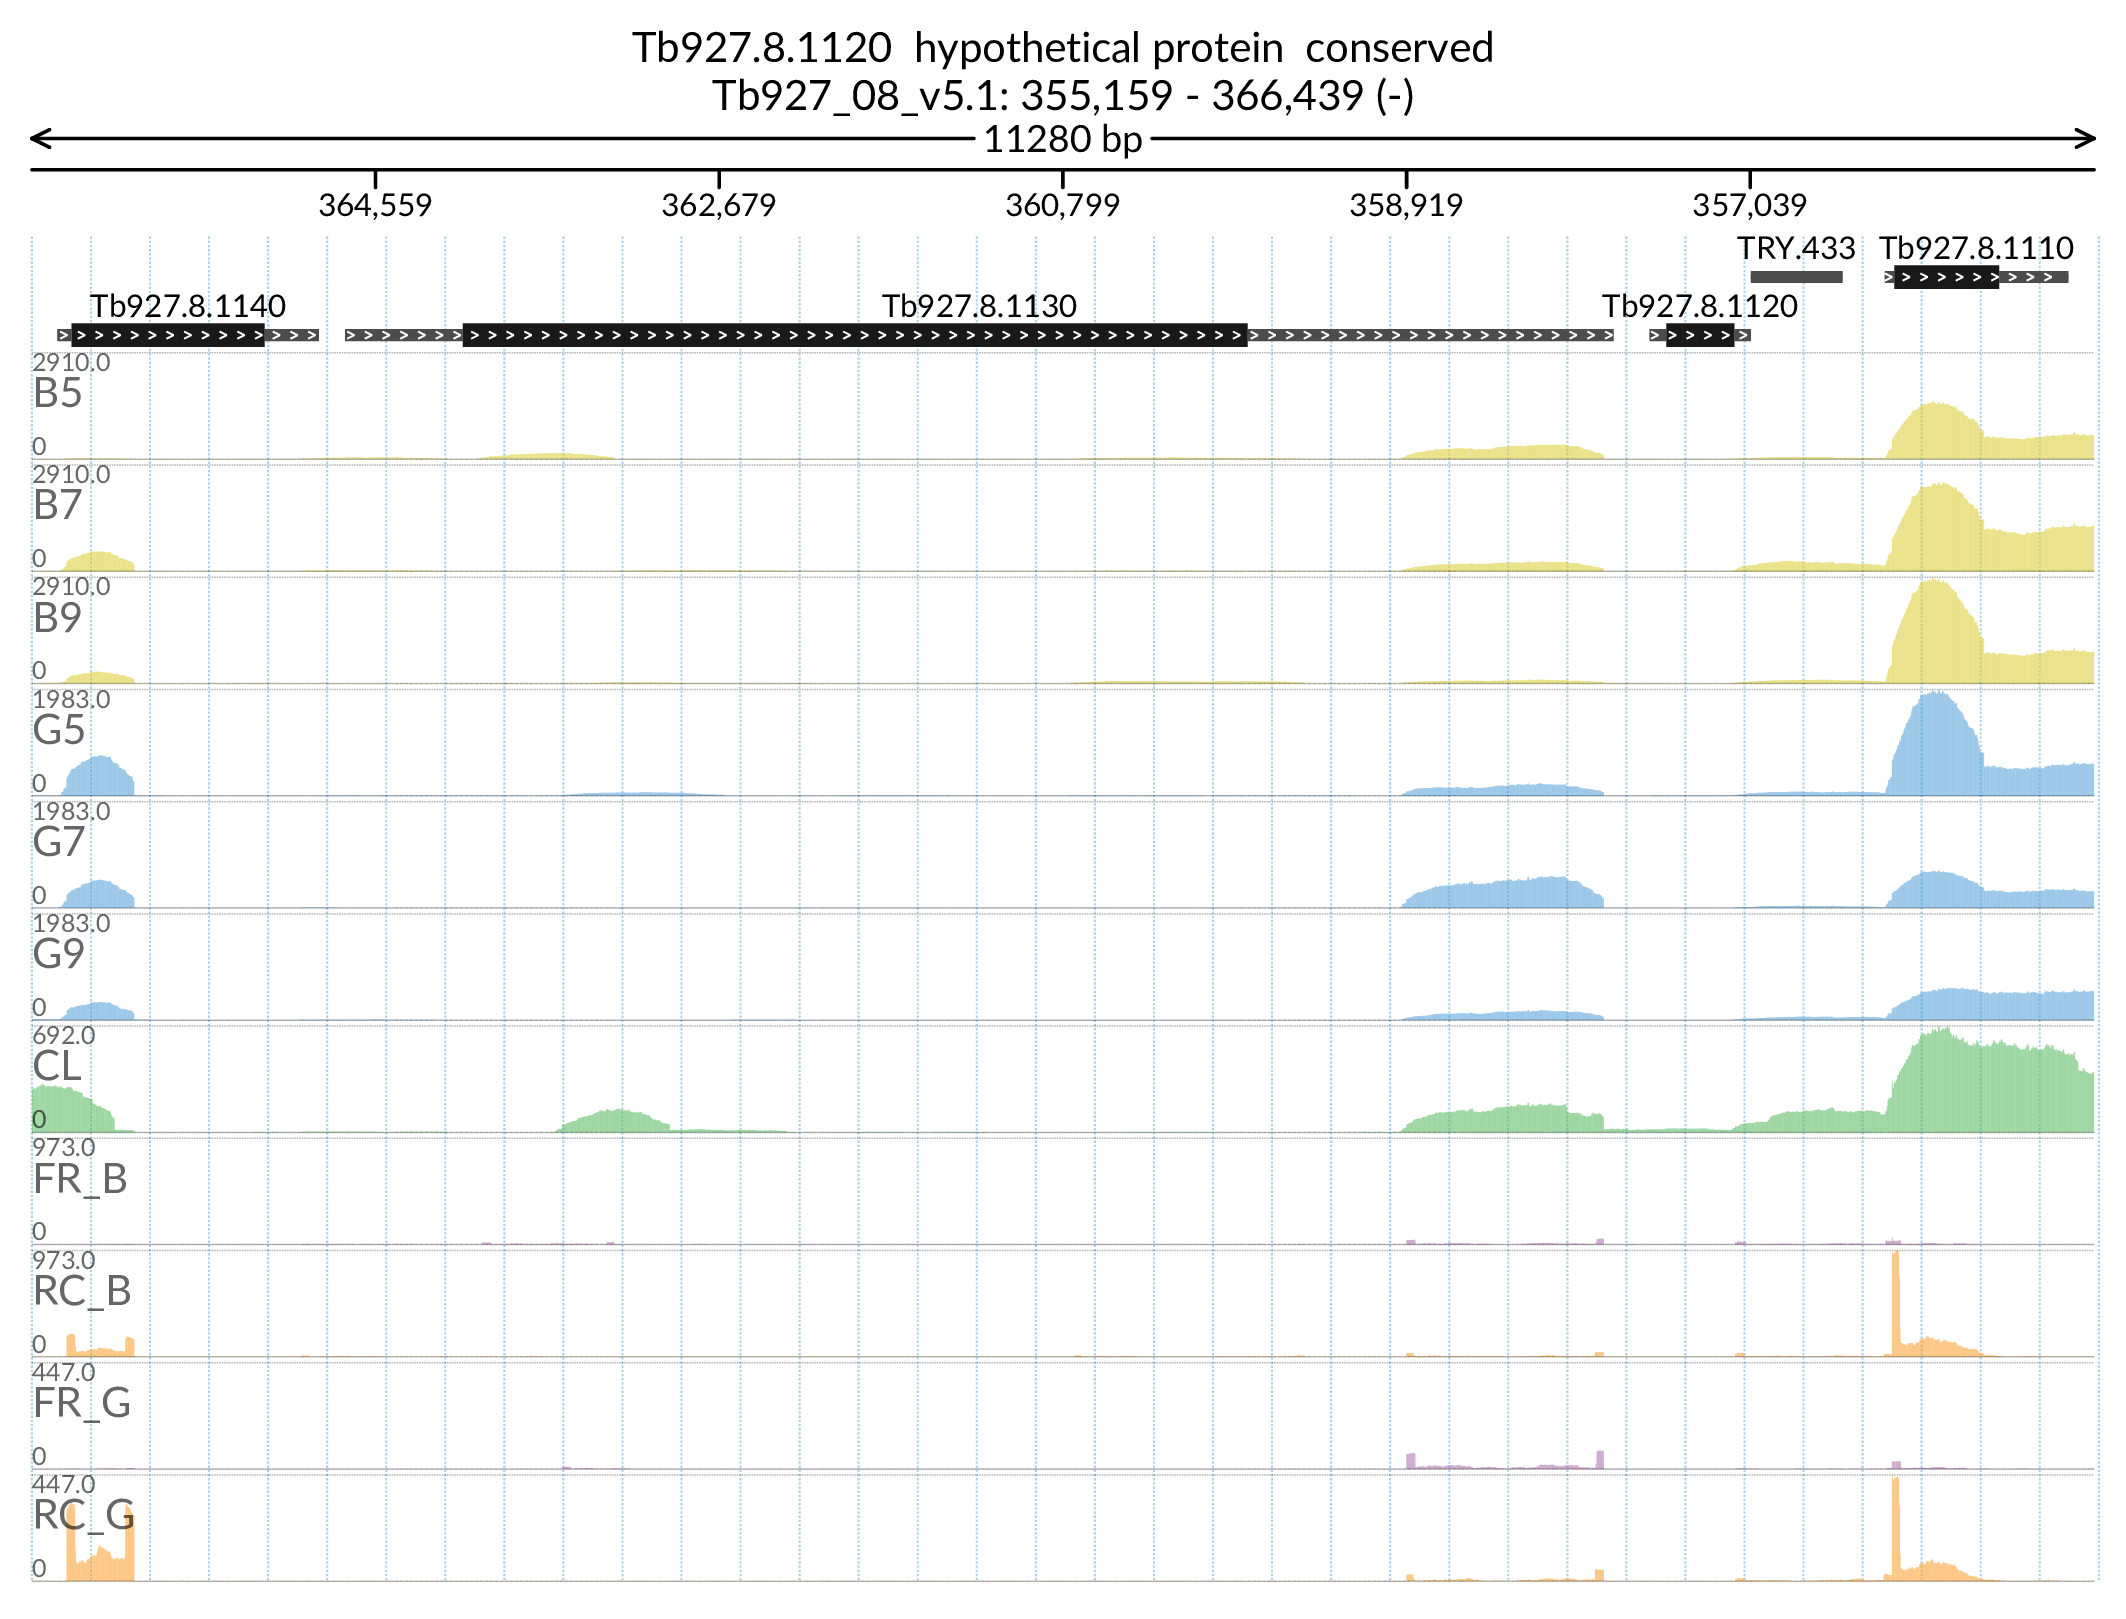 Tb927.8.1120  hypothetical protein  conserved
Tb927_08_v5.1: 355,159 - 366,439 (-)
11280 bp
364,559 362,679 360,799 358,919 357,039
TRY.433 Tb927.8.1110
Tb927.8.1140 Tb927.8.1130 Tb927.8.1120
2910.0
B5
0
2910.0
B7
0
2910.0
B9
0
1983.0
G5
0
1983.0
G7
0
1983.0
G9
0
692.0
CL
0
973.0
FR_B
0
973.0
RC_B
0
447.0
FR_G
0
447.0
RC_G
0